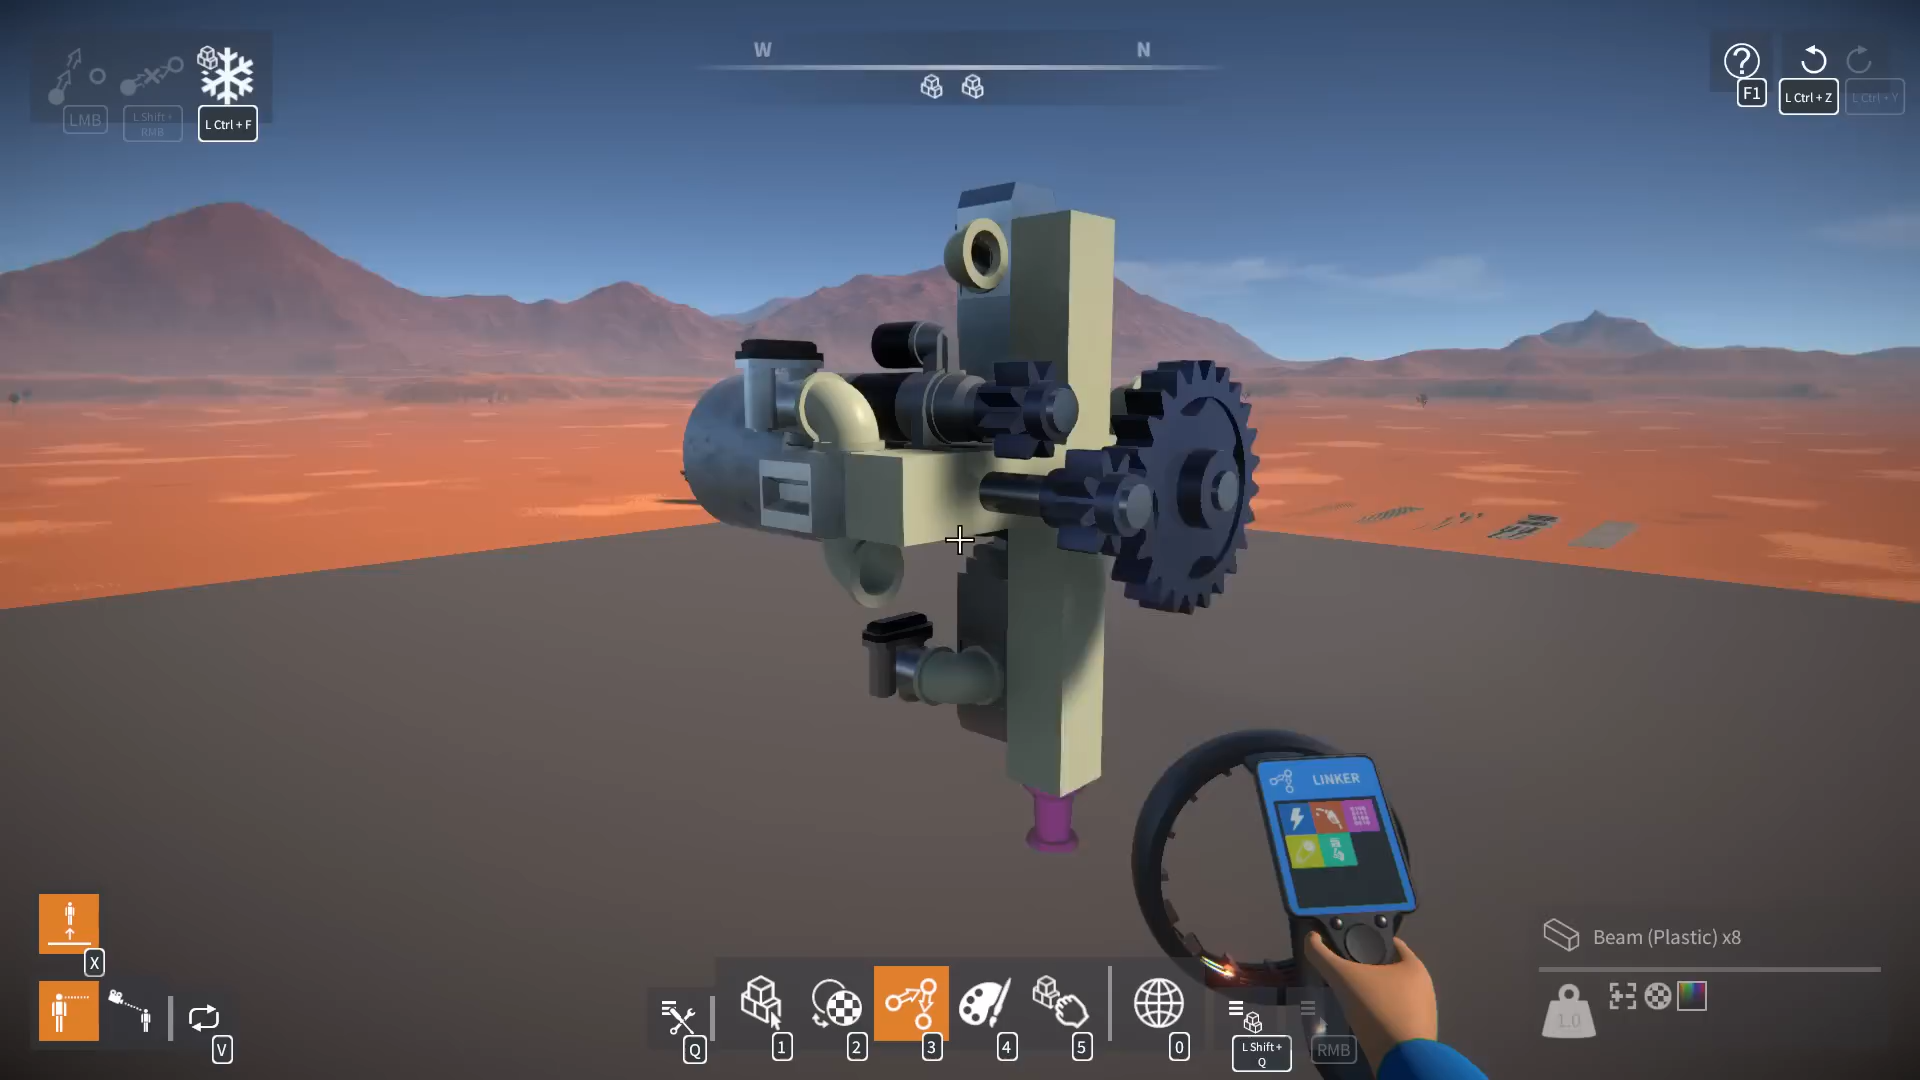 W
N
LMB
L Shift +
RMB
L Ctrl + F
F1
L Ctrl + Z
L Ctrl + Y
LINKER
X
V
Q
1
2
3
4
5
0
L Shift +
Q
RMB
Beam (Plastic) x8
1.0